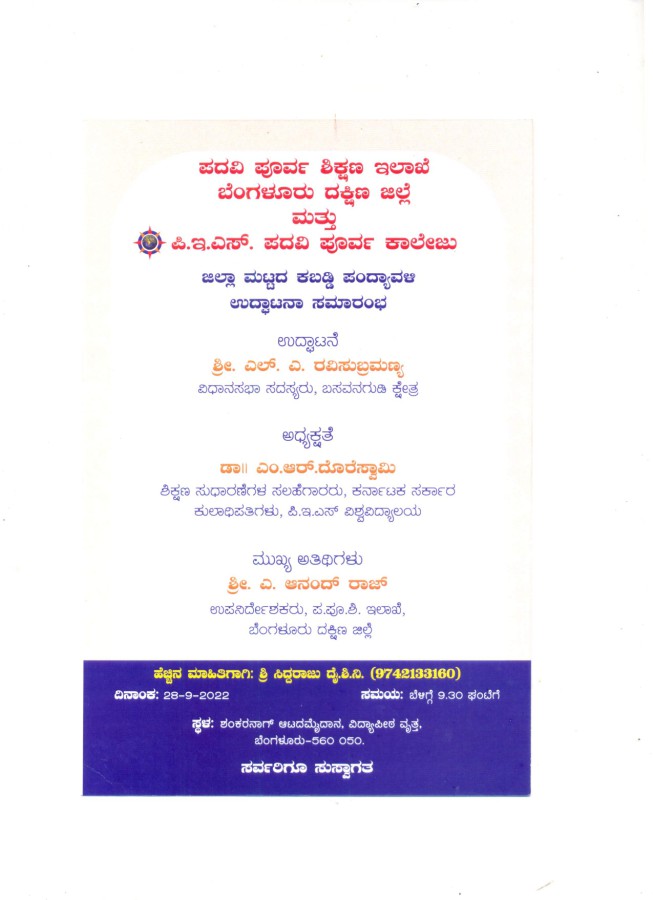 ಪದವಿ ಪೂರ್ವ ಶಿಕ್ಷಣ ಇಲಾಖೆ
ಬೆಂಗಳೂರು ದಕ್ಷಿಣ ಜಿಲ್ಲೆ
ಮತ್ತು
ಪಿ.ಇ.ಎಸ್. ಪದವಿ ಪೂರ್ವ ಕಾಲೇಜು
ಜಿಲ್ಲಾ ಮಟ್ಟದ ಕಬಡ್ಡಿ ಪಂದ್ಯಾವಳಿ
ಉದ್ಘಾಟನಾ ಸಮಾರಂಭ
ಉದ್ಘಾಟನೆ
ಶ್ರೀ. ಎಲ್. ಎ. ರವಿಸುಬ್ರಮಣ್ಯ
ವಿಧಾನಸಭಾ ಸದಸ್ಯರು, ಬಸವನಗುಡಿ ಕ್ಷೇತ್ರ
ಅಧ್ಯಕ್ಷತೆ
ಡಾ॥ ಎಂ.ಆರ್.ದೊರೆಸ್ವಾಮಿ
ಶಿಕ್ಷಣ ಸುಧಾರಣೆಗಳ ಸಲಹೆಗಾರರು, ಕರ್ನಾಟಕ ಸರ್ಕಾರ
ಕುಲಾಧಿಪತಿಗಳು, ಪಿ.ಇ.ಎಸ್ ವಿಶ್ವವಿದ್ಯಾಲಯ
ಮುಖ್ಯ ಅತಿಥಿಗಳು
ಶ್ರೀ. ಎ. ಆನಂದ್ ರಾಜ್
ಉಪನಿರ್ದೇಶಕರು, ಪ.ಪೂ.ಶಿ. ಇಲಾಖೆ,
ಬೆಂಗಳೂರು ದಕ್ಷಿಣ ಜಿಲ್ಲೆ
ಹೆಚ್ಚಿನ ಮಾಹಿತಿಗಾಗಿ: ಶ್ರಿ ಸಿದ್ದರಾಜು ದೈ.ಶಿ.ನಿ. (9742133160)
ದಿನಾಂಕ: 28-9-2022 ಸಮಯ: ಬೆಳಗ್ಗೆ 9.30 ಘಂಟೆಗೆ
ಸ್ಥಳ: ಶಂಕರನಾಗ್ ಆಟದಮೈದಾನ, ವಿದ್ಯಾಪೀಠ ವೃತ್ತ,
ಬೆಂಗಳೂರು-560 050.
ಸರ್ವರಿಗೂ ಸುಸ್ವಾಗತ